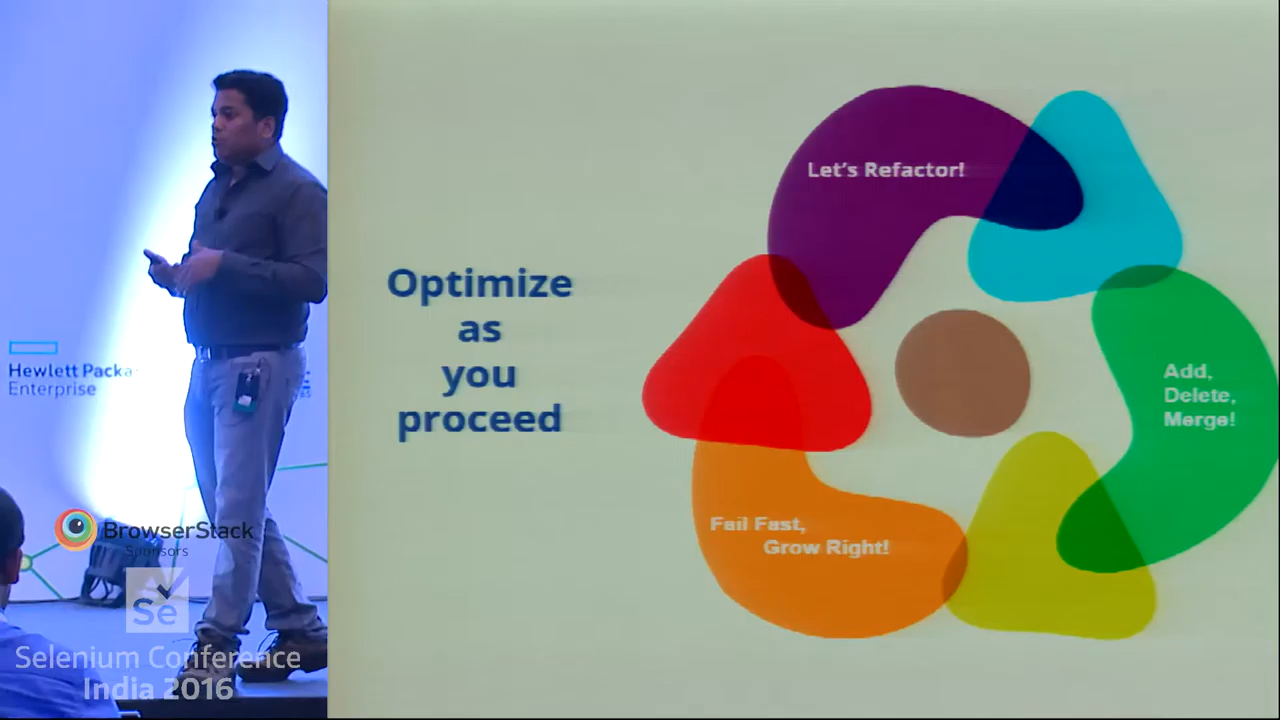 Optimize
as
you
proceed
Let's Refactor!
Add,
Delete,
Merge!
Fail Fast,
Grow Right!
Hewlett Packa
Enterprise
BrowserStack
Sponsors
Se
Selenium Conference
India 2016